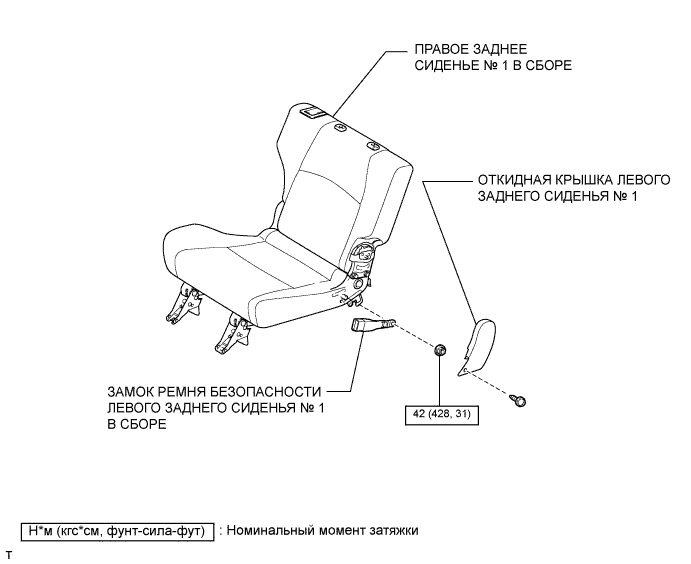 ПРАВОЕ ЗАДНЕЕ
СИДЕНЬЕ № 1 В СБОРЕ
ОТКИДНАЯ КРЫШКА ЛЕВОГО
ЗАДНЕГО СИДЕНЬЯ № 1
ЗАМОК РЕМНЯ БЕЗОПАСНОСТИ
ЛЕВОГО ЗАДНЕГО СИДЕНЬЯ № 1
В СБОРЕ
42 (428, 31)
Н*м (кгс*см, фунт-сила-фут) : Номинальный момент затяжки
T